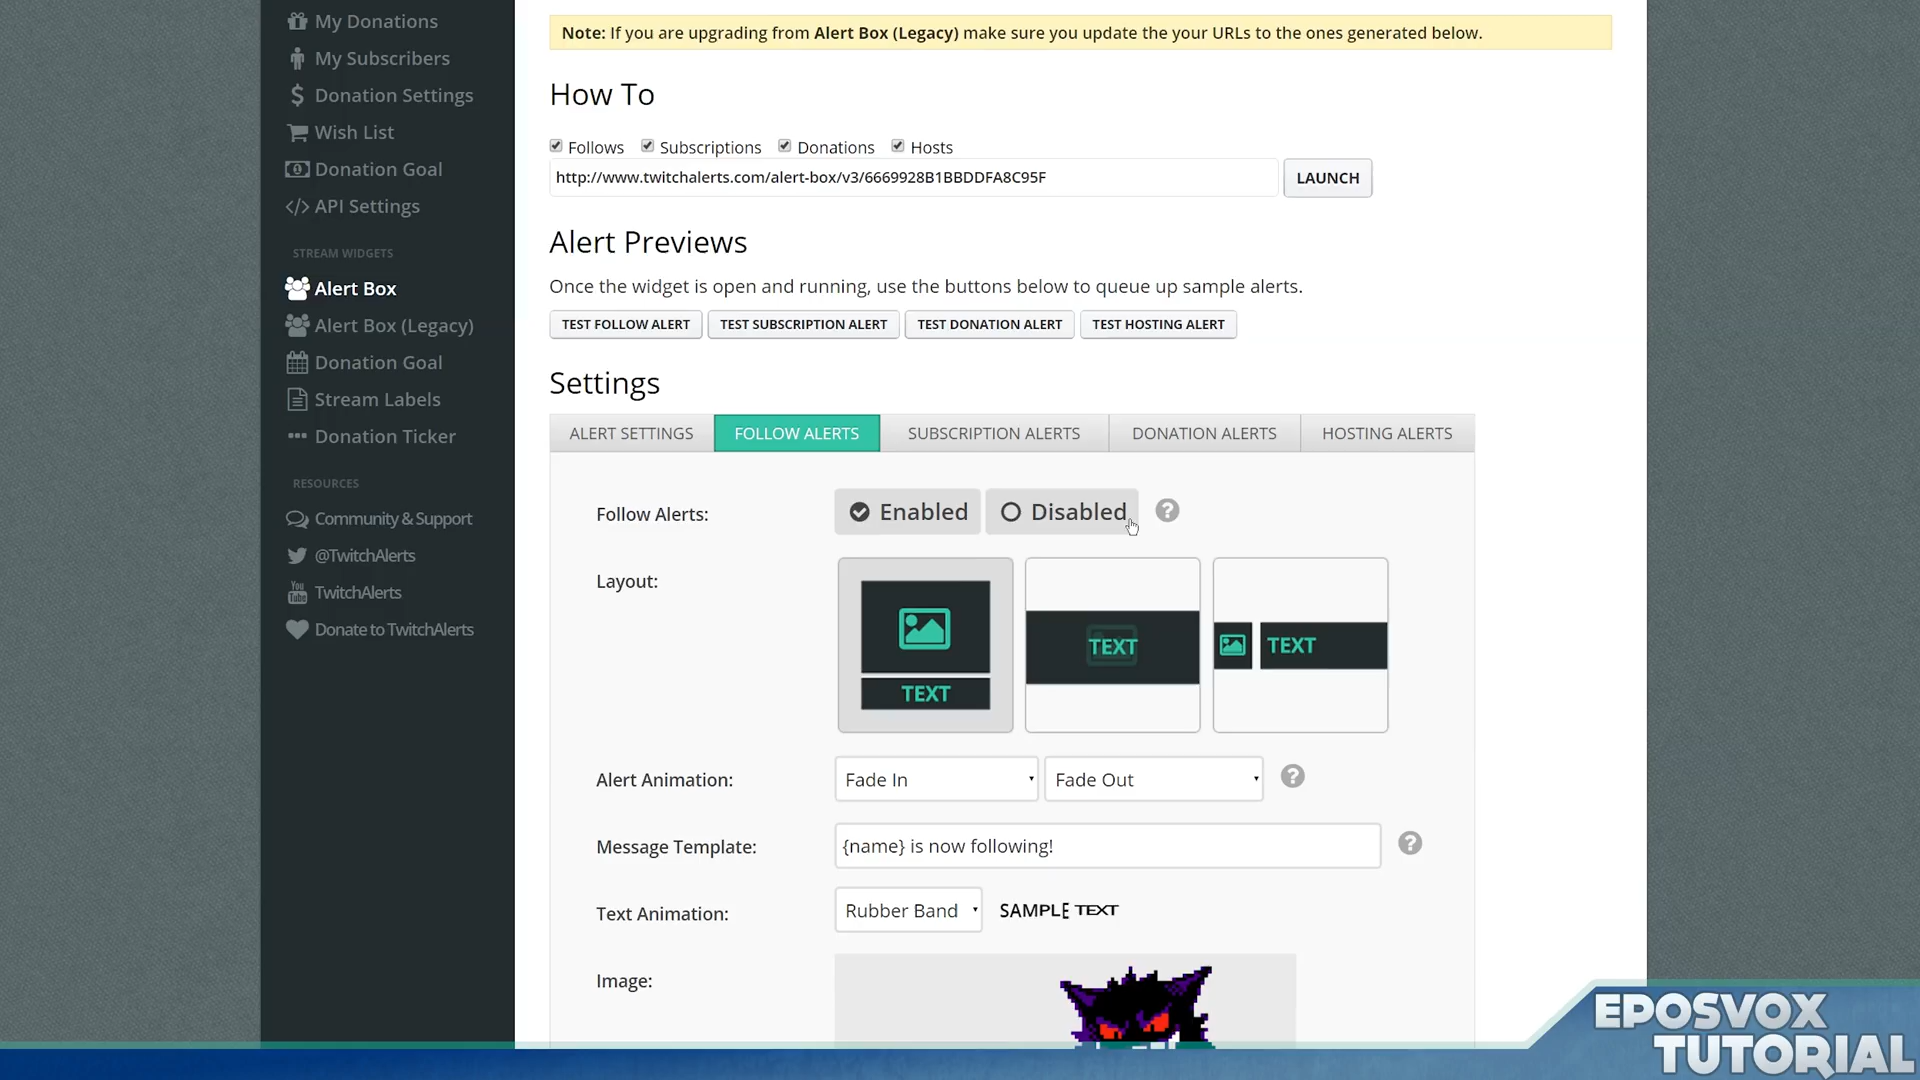 My Donations
My Subscribers
Donation Settings
Wish List
Donation Goal
API Settings
STREAM WIDGETS
Alert Box
Alert Box (Legacy)
Donation Goal
Stream Labels
Donation Ticker
RESOURCES
Community & Support
@TwitchAlerts
You Tube TwitchAlerts
Donate to TwitchAlerts
Note: If you are upgrading from Alert Box (Legacy) make sure you update the your URLs to the ones generated below.
How To
Follows Subscriptions Donations Hosts
http://www.twitchalerts.com/alert-box/v3/6669928B1BBDDFA8C95F LAUNCH
Alert Previews
Once the widget is open and running, use the buttons below to queue up sample alerts.
TEST FOLLOW ALERT TEST SUBSCRIPTION ALERT TEST DONATION ALERT TEST HOSTING ALERT
Settings
ALERT SETTINGS FOLLOW ALERTS SUBSCRIPTION ALERTS DONATION ALERTS HOSTING ALERTS
Follow Alerts: Enabled Disabled ?
Layout:
TEXT TEXT TEXT
Alert Animation: Fade In Fade Out ?
Message Template: {name} is now following! ?
Text Animation: Rubber Band SAMPLE TEXT
Image:
EPOSVOX
TUTORIAL